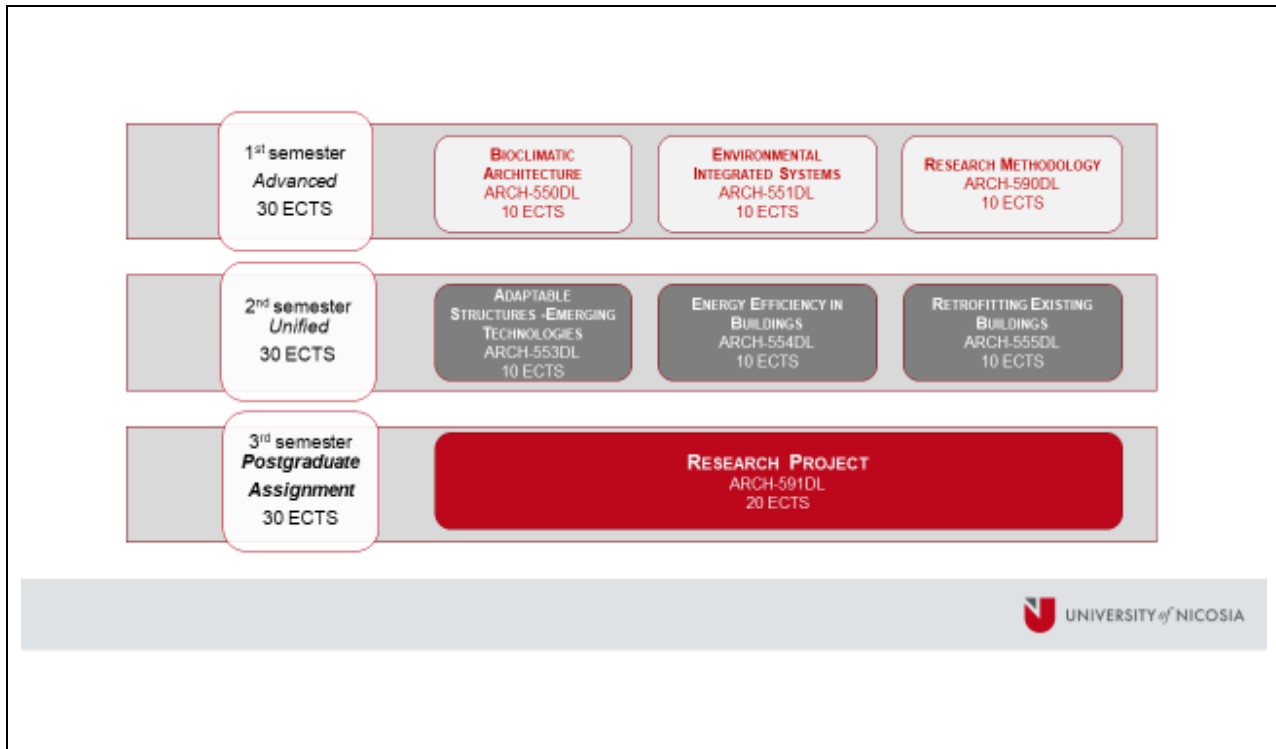 1st semester
Advanced
30 ECTS
BIOCLIMATIC
ARCHITECTURE
ARCH-550DL
10 ECTS
ENVIRONMENTAL
INTEGRATED SYSTEMS
ARCH-551DL
10 ECTS
RESEARCH METHODOLOGY
ARCH-590DL
10 ECTS
2nd semester
Unified
30 ECTS
ADAPTABLE
STRUCTURES -EMERGING
TECHNOLOGIES
ARCH-553DL
10 ECTS
ENERGY EFFICIENCY IN
BUILDINGS
ARCH-554DL
10 ECTS
RETROFITTING EXISTING
BUILDINGS
ARCH-555DL
10 ECTS
3rd semester
Postgraduate
Assignment
30 ECTS
RESEARCH PROJECT
ARCH-591DL
20 ECTS
UNIVERSITY of NICOSIA